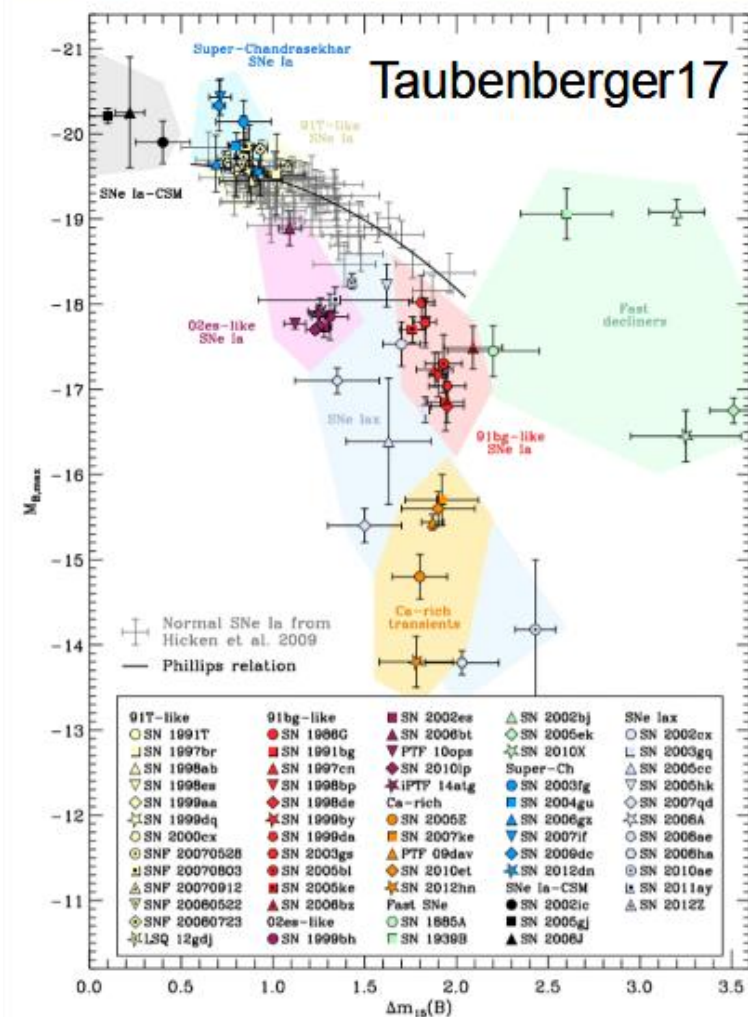 Taubenberger17
Super-Chandrasekhar
SNe Ia
91T-like
SNe Ia
SNe Ia-CSM
02es-like
SNe Ia
SNe Iax
91bg-like
SNe Ia
Fast
decliners
Ca-rich
transients
Normal SNe Ia from
Hicken et al. 2009
Phillips relation
91T-like
SN 1991T
SN 1997br
SN 1998ab
SN 1998es
SN 1999aa
SN 1999dq
SN 2000cx
SNF 20070528
SNF 20070803
SNF 20070912
SNF 20080522
SNF 20080723
LSQ 12gdj
91bg-like
SN 1986G
SN 1991bg
SN 1997cn
SN 1998bp
SN 1998de
SN 1999by
SN 1999da
SN 2003gs
SN 2005bl
SN 2005ke
SN 2006bz
02es-like
SN 1999bh
SN 2002es
SN 2006bt
PTF 10ops
SN 2010lp
iPTF 14atg
Ca-rich
SN 2005E
SN 2007ke
PTF 09dav
SN 2010et
SN 2012hn
Fast SNe
SN 1885A
SN 1939B
SN 2002bj
SN 2005ek
SN 2010X
Super-Ch
SN 2003fg
SN 2004gu
SN 2006gz
SN 2007if
SN 2009dc
SN 2012dn
SNe Ia-CSM
SN 2002ic
SN 2005gj
SN 2008J
SNe Iax
SN 2002cx
SN 2003gq
SN 2005cc
SN 2005hk
SN 2007qd
SN 2008A
SN 2008ae
SN 2008ha
SN 2010ae
SN 2011ay
SN 2012Z
M_B,max
-21
-20
-19
-18
-17
-16
-15
-14
-13
-12
-11
0.0 0.5 1.0 1.5 2.0 2.5 3.0 3.5
Δm₁₅(B)